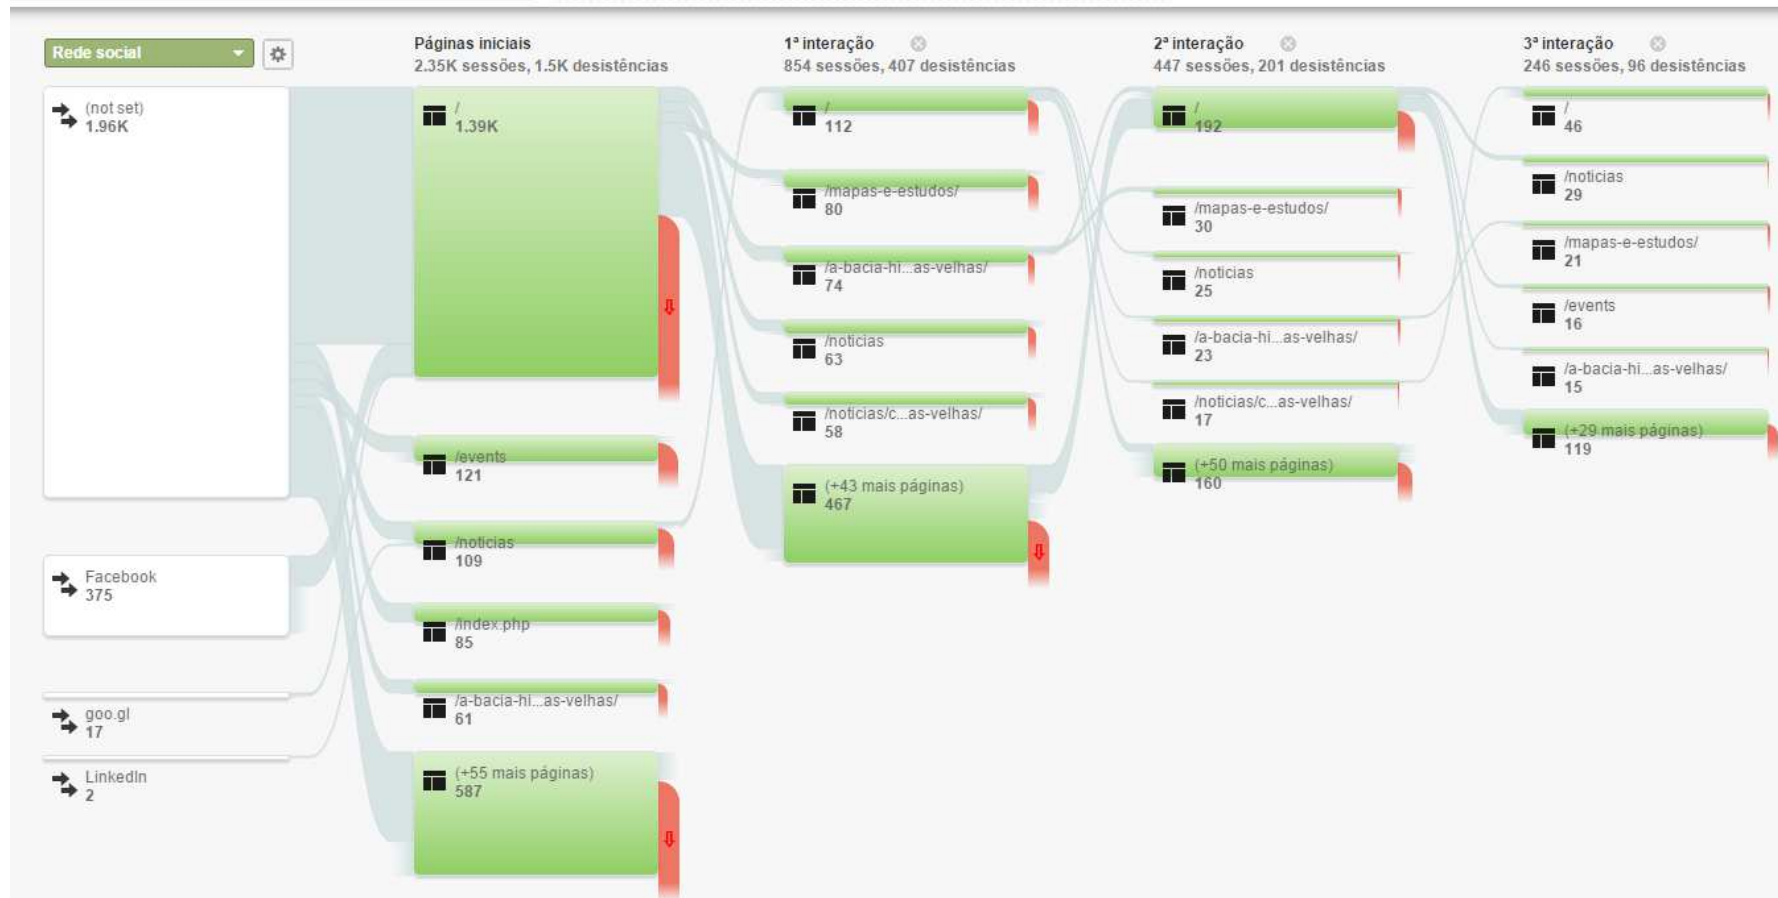 Rede social
(not set)
1.96K
Facebook
375
goo.gl
17
LinkedIn
2
Páginas iniciais
2.35K sessões, 1.5K desistências
/
1.39K
/events
121
/noticias
109
/index.php
85
/a-bacia-hi...as-velhas/
61
(+55 mais páginas)
587
1ª interação
854 sessões, 407 desistências
/
112
/mapas-e-estudos/
80
/a-bacia-hi...as-velhas/
74
/noticias
63
/noticias/c...as-velhas/
58
(+43 mais páginas)
467
2ª interação
447 sessões, 201 desistências
/
192
/mapas-e-estudos/
30
/noticias
25
/a-bacia-hi...as-velhas/
23
/noticias/c...as-velhas/
17
(+50 mais páginas)
160
3ª interação
246 sessões, 96 desistências
/
46
/noticias
29
/mapas-e-estudos/
21
/events
16
/a-bacia-hi...as-velhas/
15
(+29 mais páginas)
119